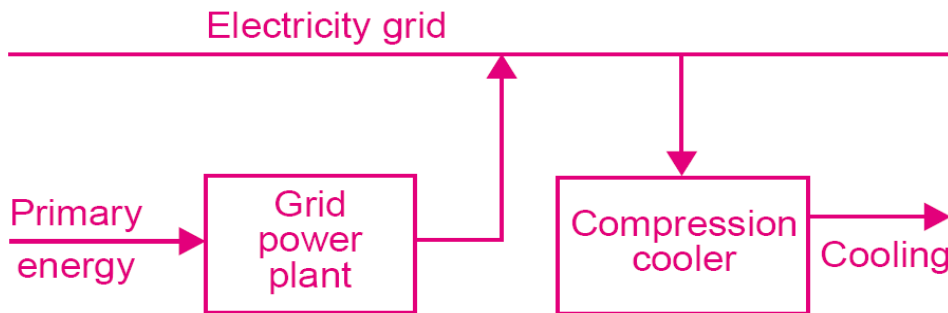 Electricity grid
Primary
energy
Grid
power
plant
Compression
cooler
Cooling